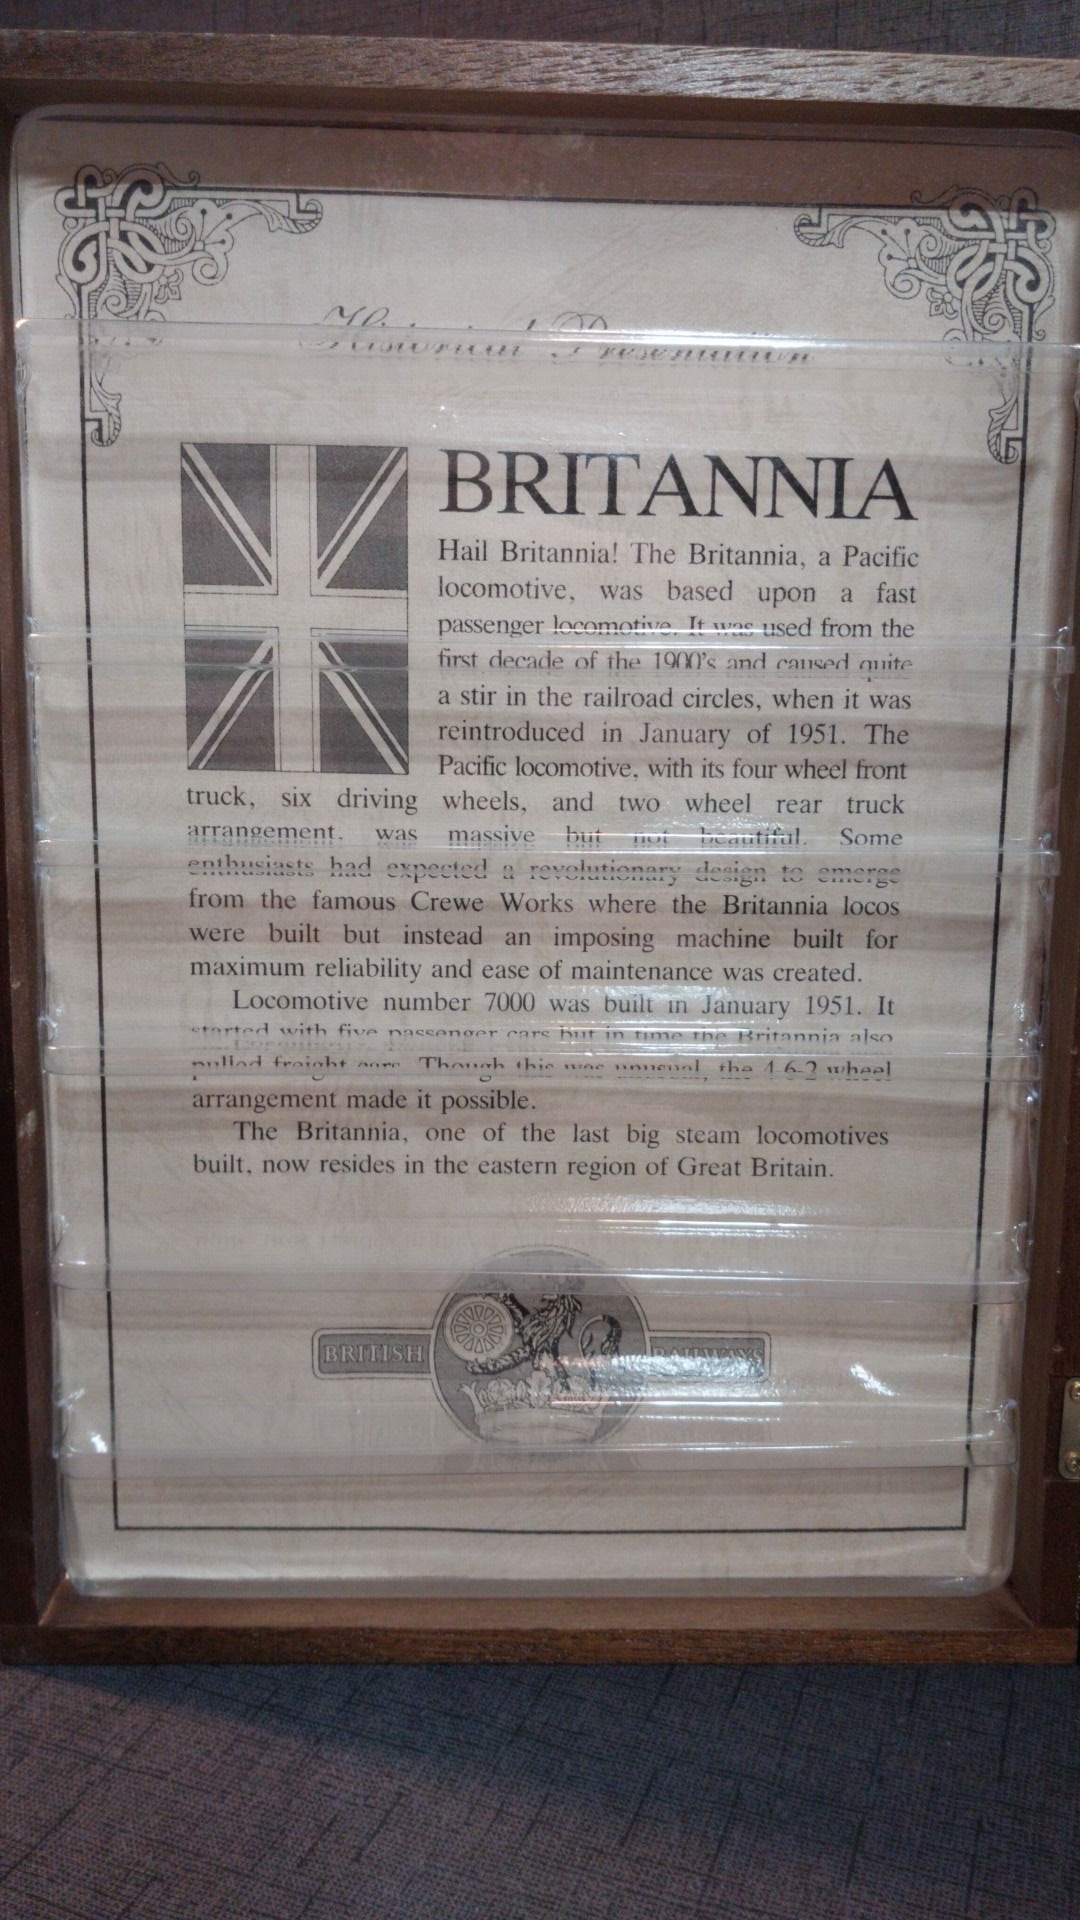 Historical Presentation
BRITANNIA
Hail Britannia! The Britannia, a Pacific
locomotive, was based upon a fast
passenger locomotive. It was used from the
first decade of the 1900's and caused quite
a stir in the railroad circles, when it was
reintroduced in January of 1951. The
Pacific locomotive, with its four wheel front
truck, six driving wheels, and two wheel rear truck
arrangement, was massive but not beautiful. Some
enthusiasts had expected a revolutionary design to emerge
from the famous Crewe Works where the Britannia locos
were built but instead an imposing machine built for
maximum reliability and ease of maintenance was created.
Locomotive number 7000 was built in January 1951. It
started with five passenger cars but in time the Britannia also
pulled freight cars. Though this was unusual, the 4-6-2 wheel
arrangement made it possible.
The Britannia, one of the last big steam locomotives
built, now resides in the eastern region of Great Britain.
BRITISH RAILWAYS